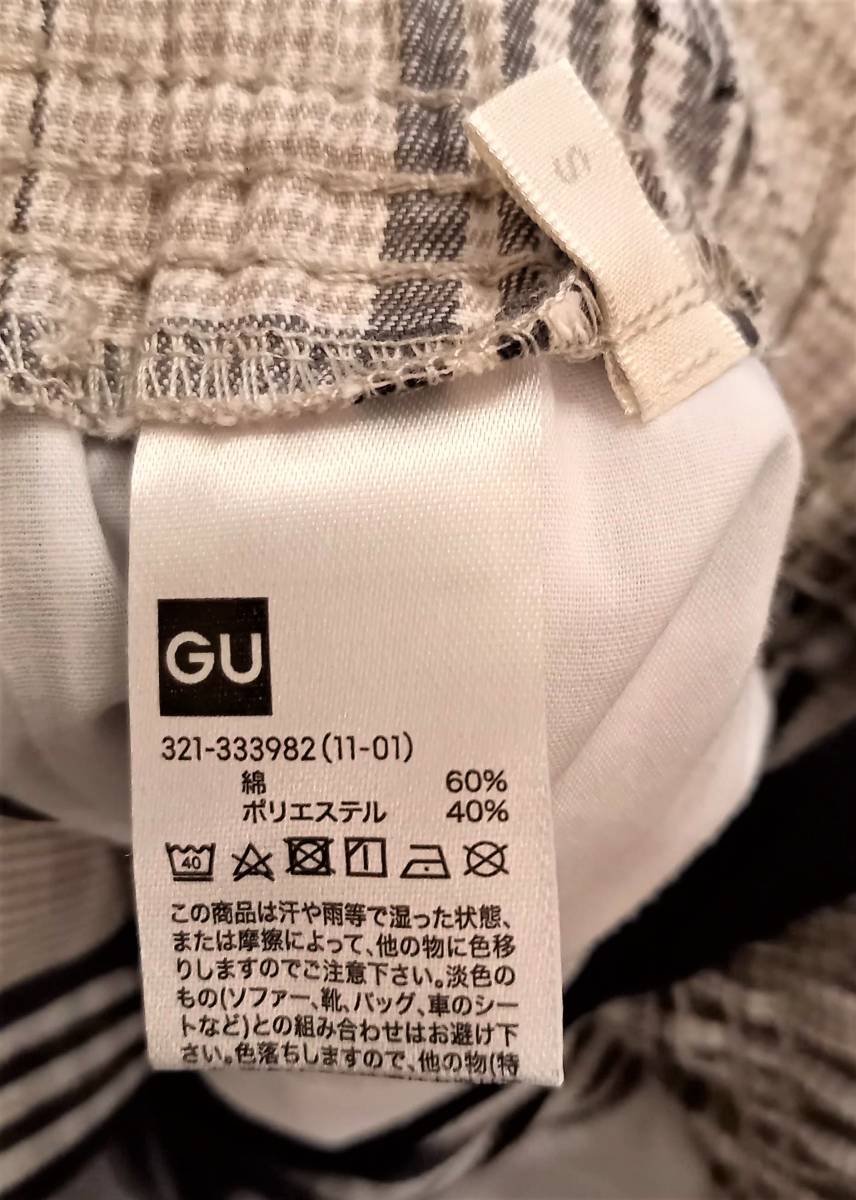 S
GU
321-333982(11-01)
綿 60%
ポリエステル 40%
40
この商品は汗や雨等で湿った状態、
または摩擦によって、他の物に色移
りしますのでご注意下さい。淡色の
もの(ソファー、靴、バッグ、車のシー
トなど)との組み合わせはお避け下
さい。色落ちしますので、他の物(特